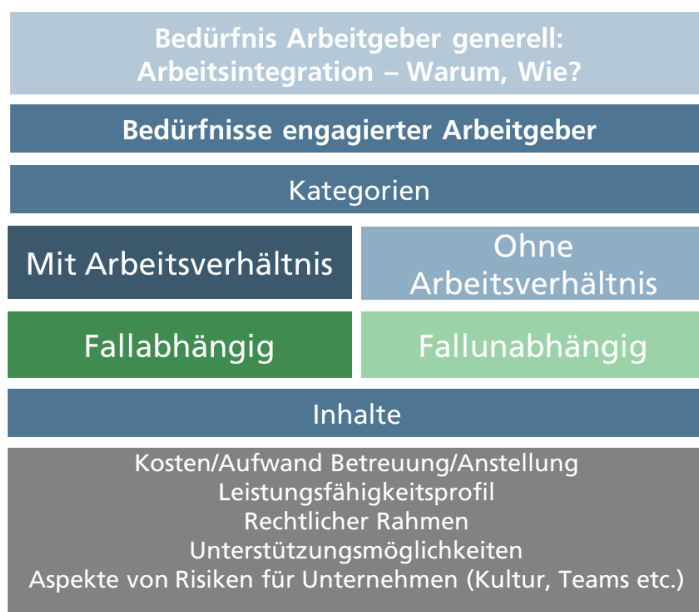 Bedürfnis Arbeitgeber generell:
Arbeitsintegration – Warum, Wie?
Bedürfnisse engagierter Arbeitgeber
Kategorien
Mit Arbeitsverhältnis
Ohne
Arbeitsverhältnis
Fallabhängig
Fallunabhängig
Inhalte
Kosten/Aufwand Betreuung/Anstellung
Leistungsfähigkeitsprofil
Rechtlicher Rahmen
Unterstützungsmöglichkeiten
Aspekte von Risiken für Unternehmen (Kultur, Teams etc.)